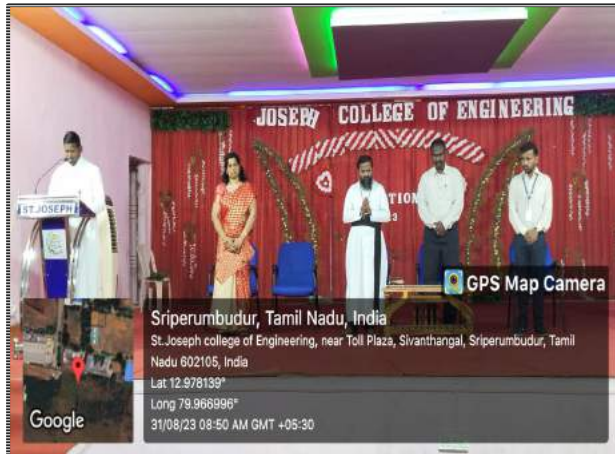 JOSEPH COLLEGE OF ENGINEERING
ST.JOSEPH
GPS Map Camera
Sriperumbudur, Tamil Nadu, India
St.Joseph college of Engineering, near Toll Plaza, Sivanthangal, Sriperumbudur, Tamil
Nadu 602105, India
Lat 12.978139°
Long 79.966996°
31/08/23 08:50 AM GMT +05:30
Google